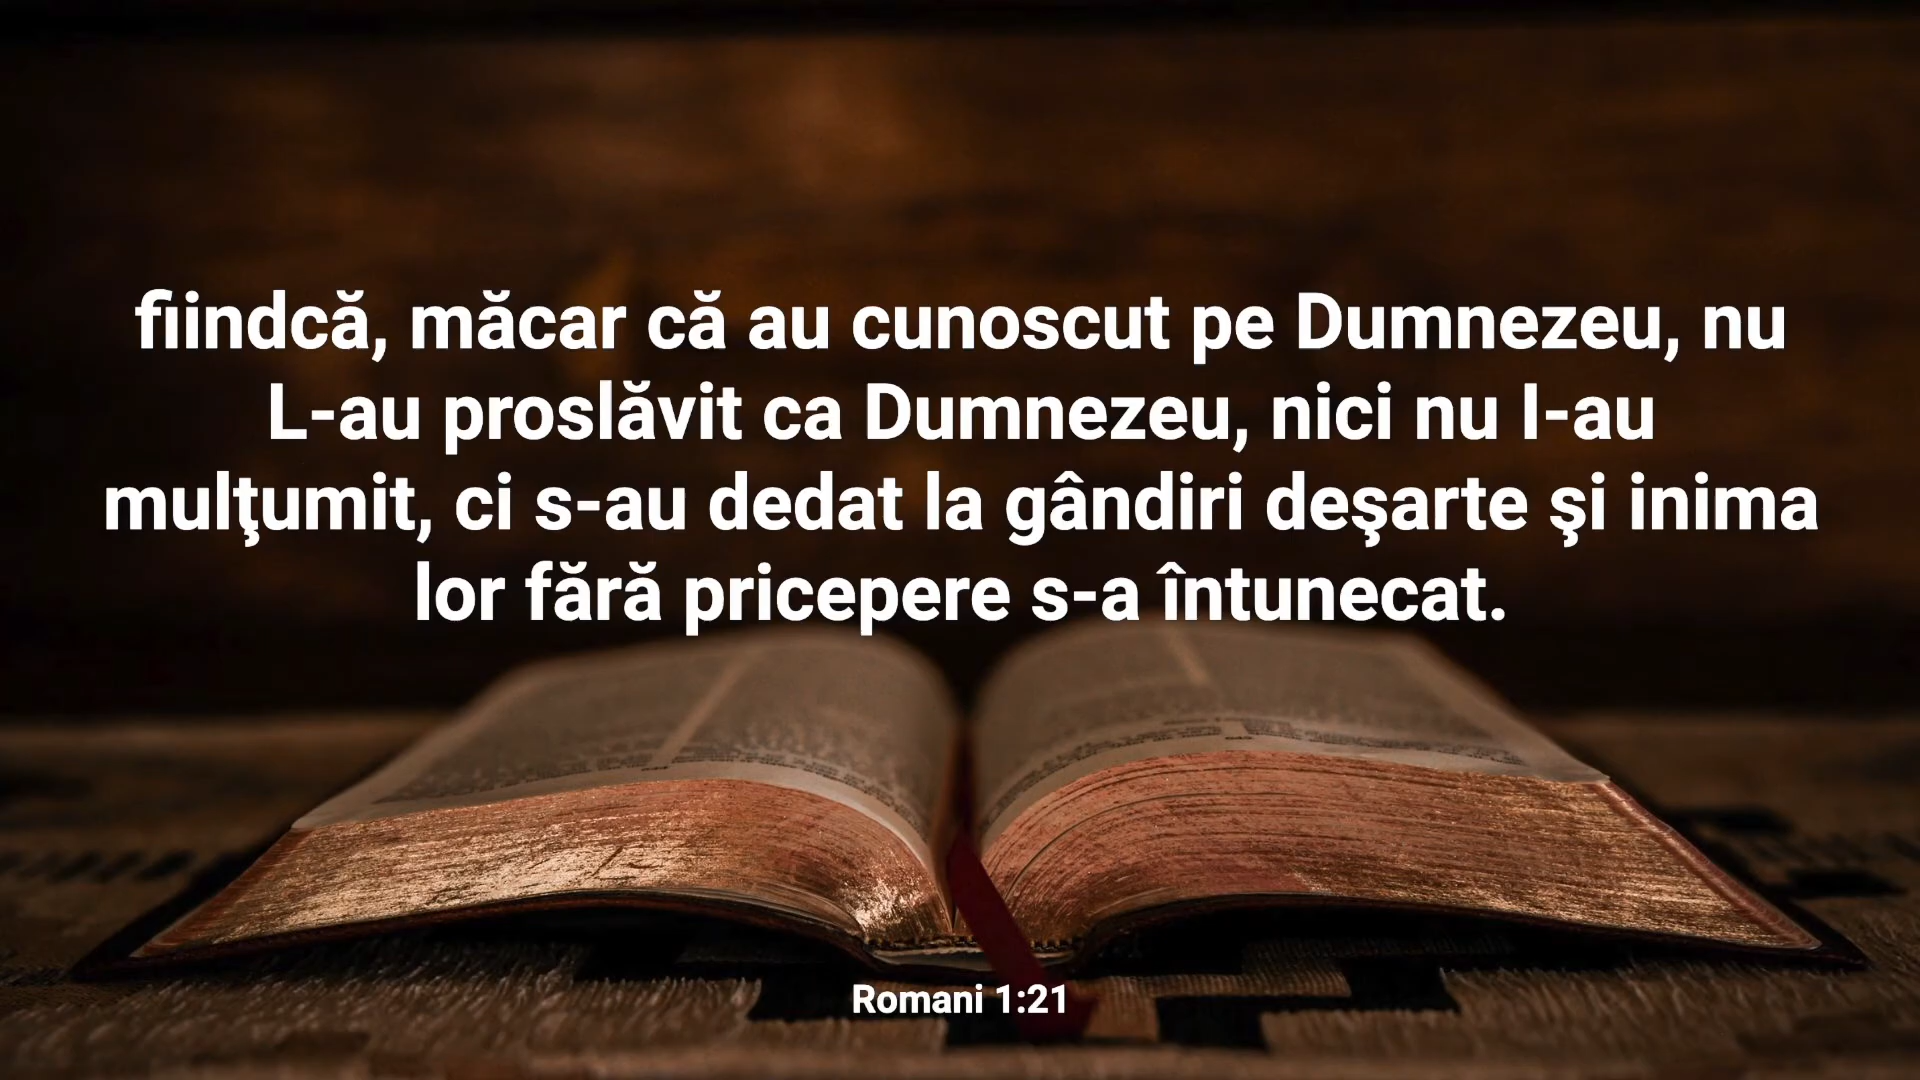 fiindcă, măcar că au cunoscut pe Dumnezeu, nu
L-au proslăvit ca Dumnezeu, nici nu I-au
mulţumit, ci s-au dedat la gândiri deşarte şi inima
lor fără pricepere s-a întunecat.
Romani 1:21